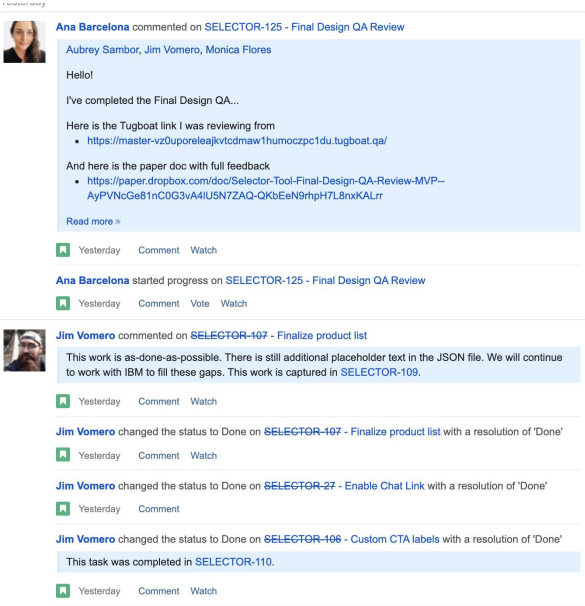 Yesterday
Ana Barcelona commented on SELECTOR-125 - Final Design QA Review
Aubrey Sambor, Jim Vomero, Monica Flores
Hello!
I've completed the Final Design QA...
Here is the Tugboat link I was reviewing from
• https://master-vz0uporeleajkvtcdmaw1humoczpc1du.tugboat.qa/
And here is the paper doc with full feedback
• https://paper.dropbox.com/doc/Selector-Tool-Final-Design-QA-Review-MVP--
AyPVNcGe81nC0G3vA4lU5N7ZAQ-QKbEeN9rhpH7L8nxKALrr
Read more »
Yesterday Comment Watch
Ana Barcelona started progress on SELECTOR-125 - Final Design QA Review
Yesterday Comment Vote Watch
Jim Vomero commented on SELECTOR-107 - Finalize product list
This work is as-done-as-possible. There is still additional placeholder text in the JSON file. We will continue
to work with IBM to fill these gaps. This work is captured in SELECTOR-109.
Yesterday Comment Watch
Jim Vomero changed the status to Done on SELECTOR-107 - Finalize product list with a resolution of 'Done'
Yesterday Comment Watch
Jim Vomero changed the status to Done on SELECTOR-27 - Enable Chat Link with a resolution of 'Done'
Yesterday Comment
Jim Vomero changed the status to Done on SELECTOR-106 - Custom CTA labels with a resolution of 'Done'
This task was completed in SELECTOR-110.
Yesterday Comment Watch